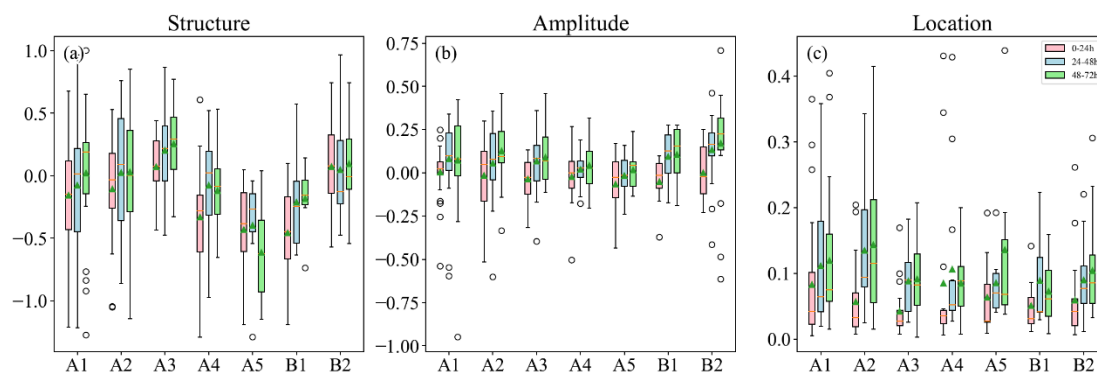 Structure
Amplitude
Location
(a)
1.0
0.5
0.0
−0.5
−1.0
A1 A2 A3 A4 A5 B1 B2
(b)
0.75
0.50
0.25
0.00
−0.25
−0.50
−0.75
−1.00
A1 A2 A3 A4 A5 B1 B2
(c)
0.4
0.3
0.2
0.1
0.0
A1 A2 A3 A4 A5 B1 B2
0-24h
24-48h
48-72h